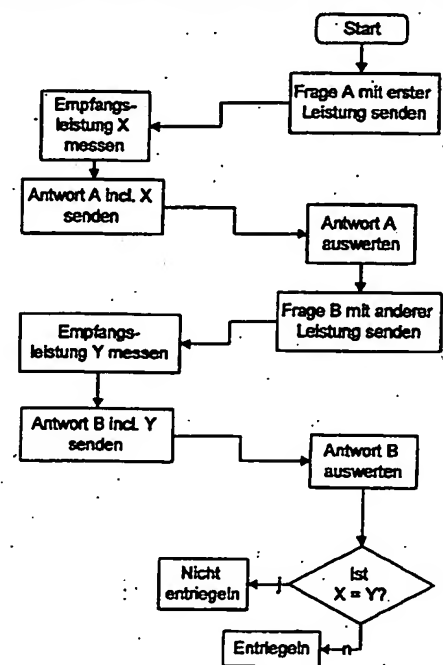 Start
Frage A mit erster
Leistung senden
Empfangs-
leistung X
messen
Antwort A incl. X
senden
Antwort A
auswerten
Frage B mit anderer
Leistung senden
Empfangs-
leistung Y messen
Antwort B incl. Y
senden
Antwort B
auswerten
Ist
X = Y?
j
Nicht
entriegeln
n
Entriegeln